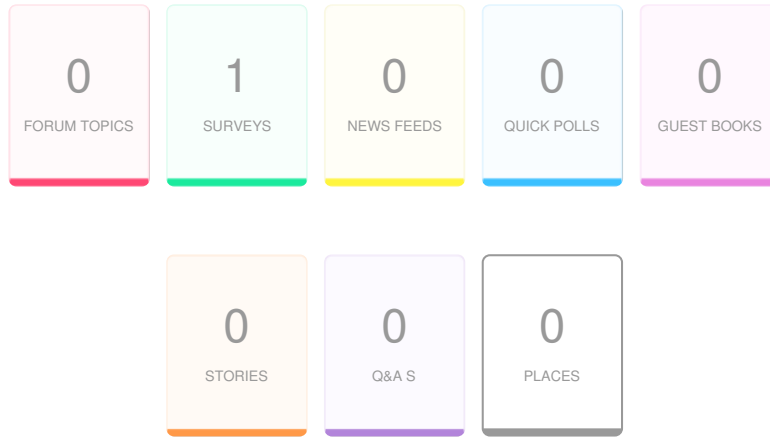 0 1 0 0 0
FORUM TOPICS SURVEYS NEWS FEEDS QUICK POLLS GUEST BOOKS
0 0 0
STORIES Q&A S PLACES